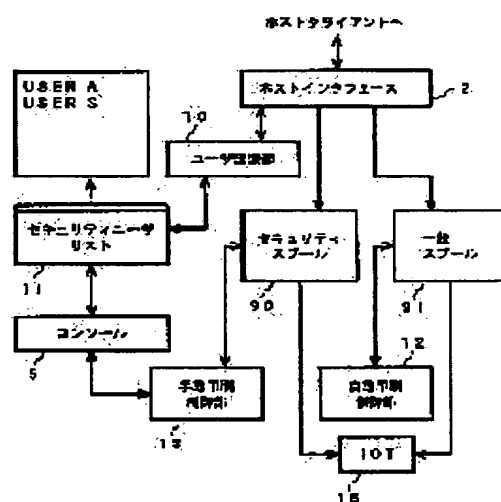 ホストクライアントへ
ホストインタフェース
2
USER A
USER S
10
ユーザ認識部
セキュリティユーザ
リスト
11
セキュリティ
スプール
90
一般
スプール
91
コンソール
5
手動印刷
制御部
13
自動印刷
制御部
12
IOT